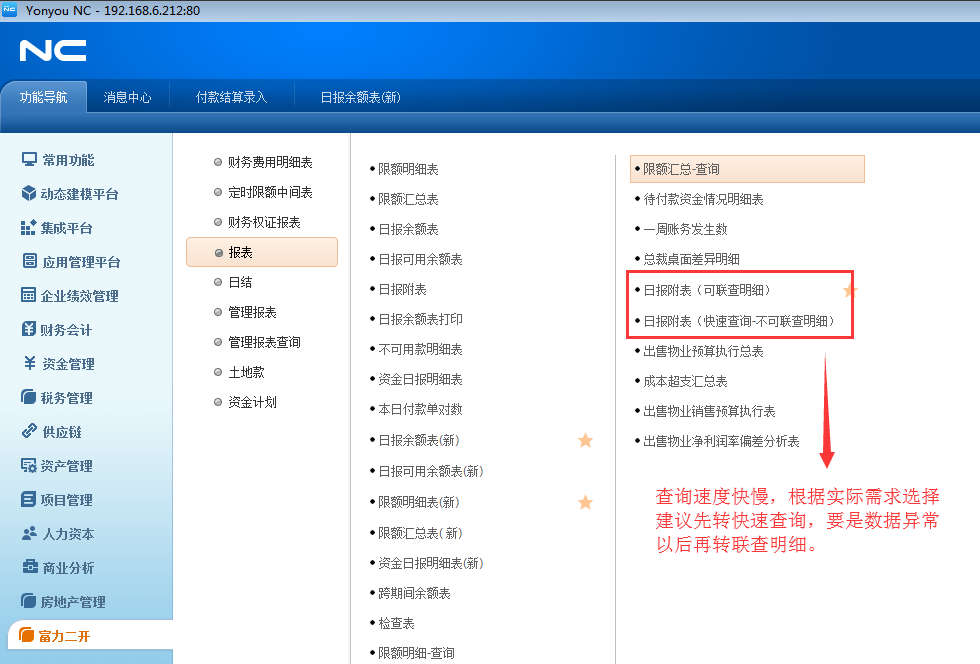 NC Yonyou NC - 192.168.6.212:80
NC
功能导航 消息中心 付款结算录入 日报余额表(新)
常用功能
动态建模平台
集成平台
应用管理平台
企业绩效管理
财务会计
资金管理
税务管理
供应链
资产管理
项目管理
人力资本
商业分析
房地产管理
富力二开
财务费用明细表
定时限额中间表
财务权证报表
报表
日结
管理报表
管理报表查询
土地款
资金计划
限额明细表
限额汇总表
日报余额表
日报可用余额表
日报附表
日报余额表打印
不可用款明细表
资金日报明细表
本日付款单对数
日报余额表(新)
日报可用余额表(新)
限额明细表(新)
限额汇总表( 新)
资金日报明细表(新)
跨期间余额表
检查表
限额明细-查询
限额汇总-查询
待付款资金情况明细表
一周账务发生数
总裁桌面差异明细
日报附表（可联查明细）
日报附表（快速查询-不可联查明细）
出售物业预算执行总表
成本超支汇总表
出售物业销售预算执行表
出售物业净利润率偏差分析表
查询速度快慢，根据实际需求选择
建议先转快速查询，要是数据异常
以后再转联查明细。